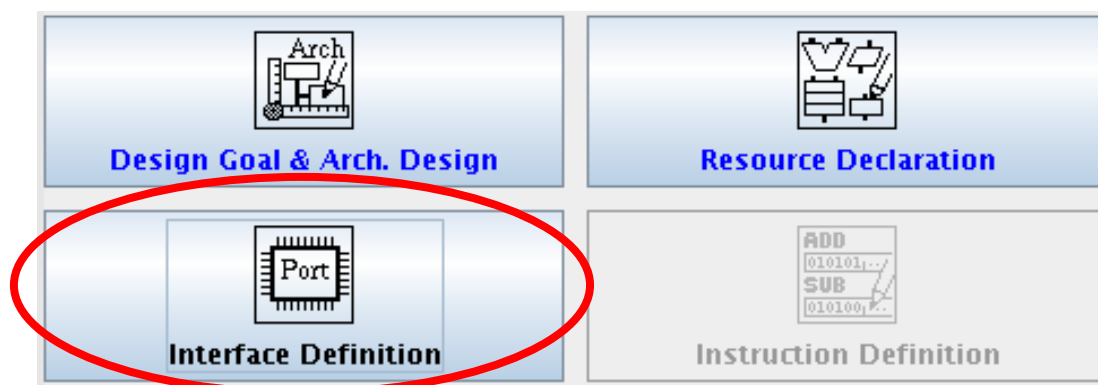 Arch
Design Goal & Arch. Design
Resource Declaration
Port
Interface Definition
ADD
010101
SUB
010100
Instruction Definition